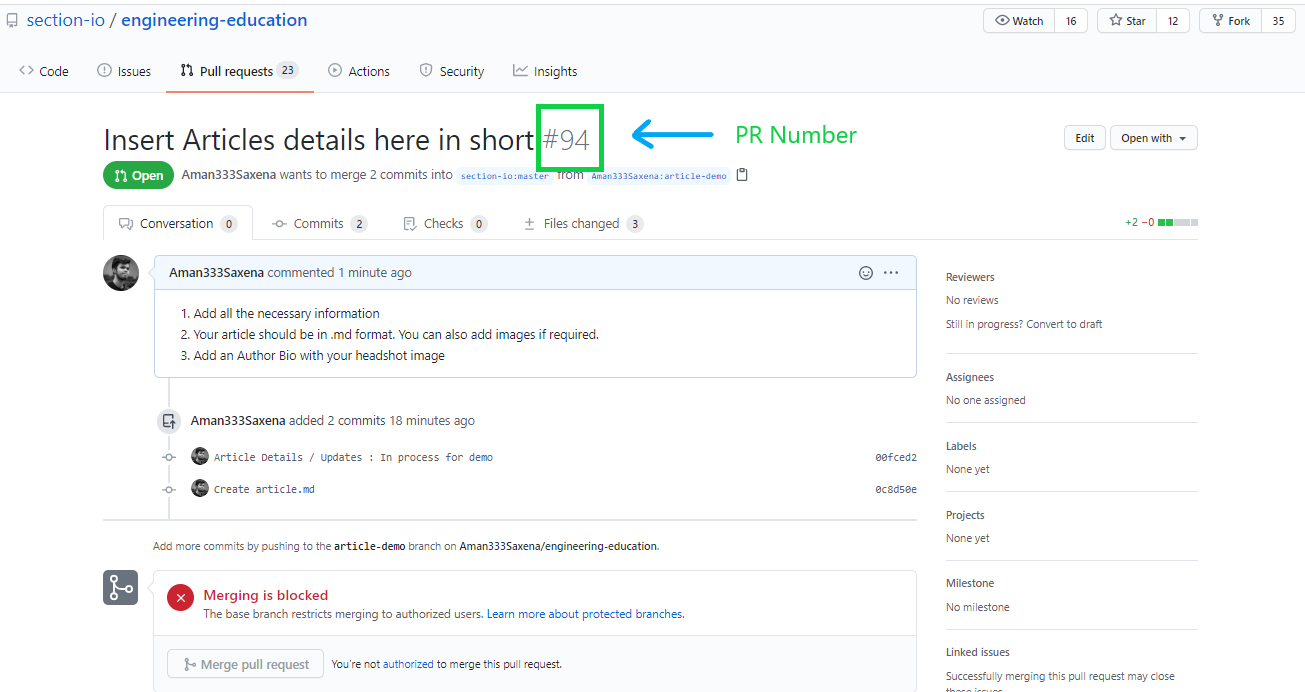 section-io / engineering-education
Watch 16 Star 12 Fork 35
Code Issues Pull requests 23 Actions Security Insights
Insert Articles details here in short #94 PR Number
Edit Open with
Open Aman333Saxena wants to merge 2 commits into section-io:master from Aman333Saxena:article-demo
Conversation 0 Commits 2 Checks 0 Files changed 3
+2 −0
Aman333Saxena commented 1 minute ago
1. Add all the necessary information
2. Your article should be in .md format. You can also add images if required.
3. Add an Author Bio with your headshot image
Aman333Saxena added 2 commits 18 minutes ago
Article Details / Updates : In process for demo 00fced2
Create article.md 0c8d50e
Add more commits by pushing to the article-demo branch on Aman333Saxena/engineering-education.
Merging is blocked
The base branch restricts merging to authorized users. Learn more about protected branches.
Merge pull request You're not authorized to merge this pull request.
Reviewers
No reviews
Still in progress? Convert to draft
Assignees
No one assigned
Labels
None yet
Projects
None yet
Milestone
No milestone
Linked issues
Successfully merging this pull request may close
these issues.